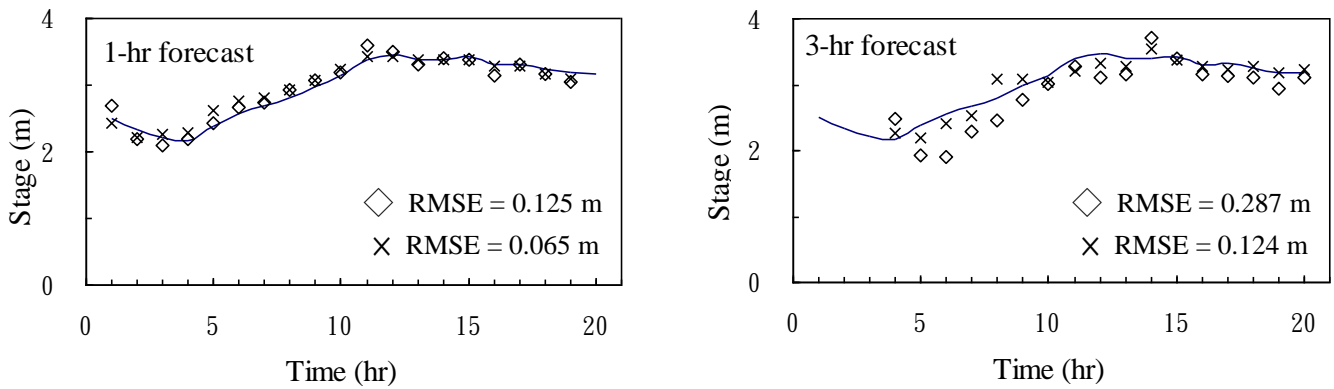 4
1-hr forecast
2
Stage (m)
◇ RMSE = 0.125 m
× RMSE = 0.065 m
0
0 5 10 15 20
Time (hr)
4
3-hr forecast
2
Stage (m)
◇ RMSE = 0.287 m
× RMSE = 0.124 m
0
0 5 10 15 20
Time (hr)